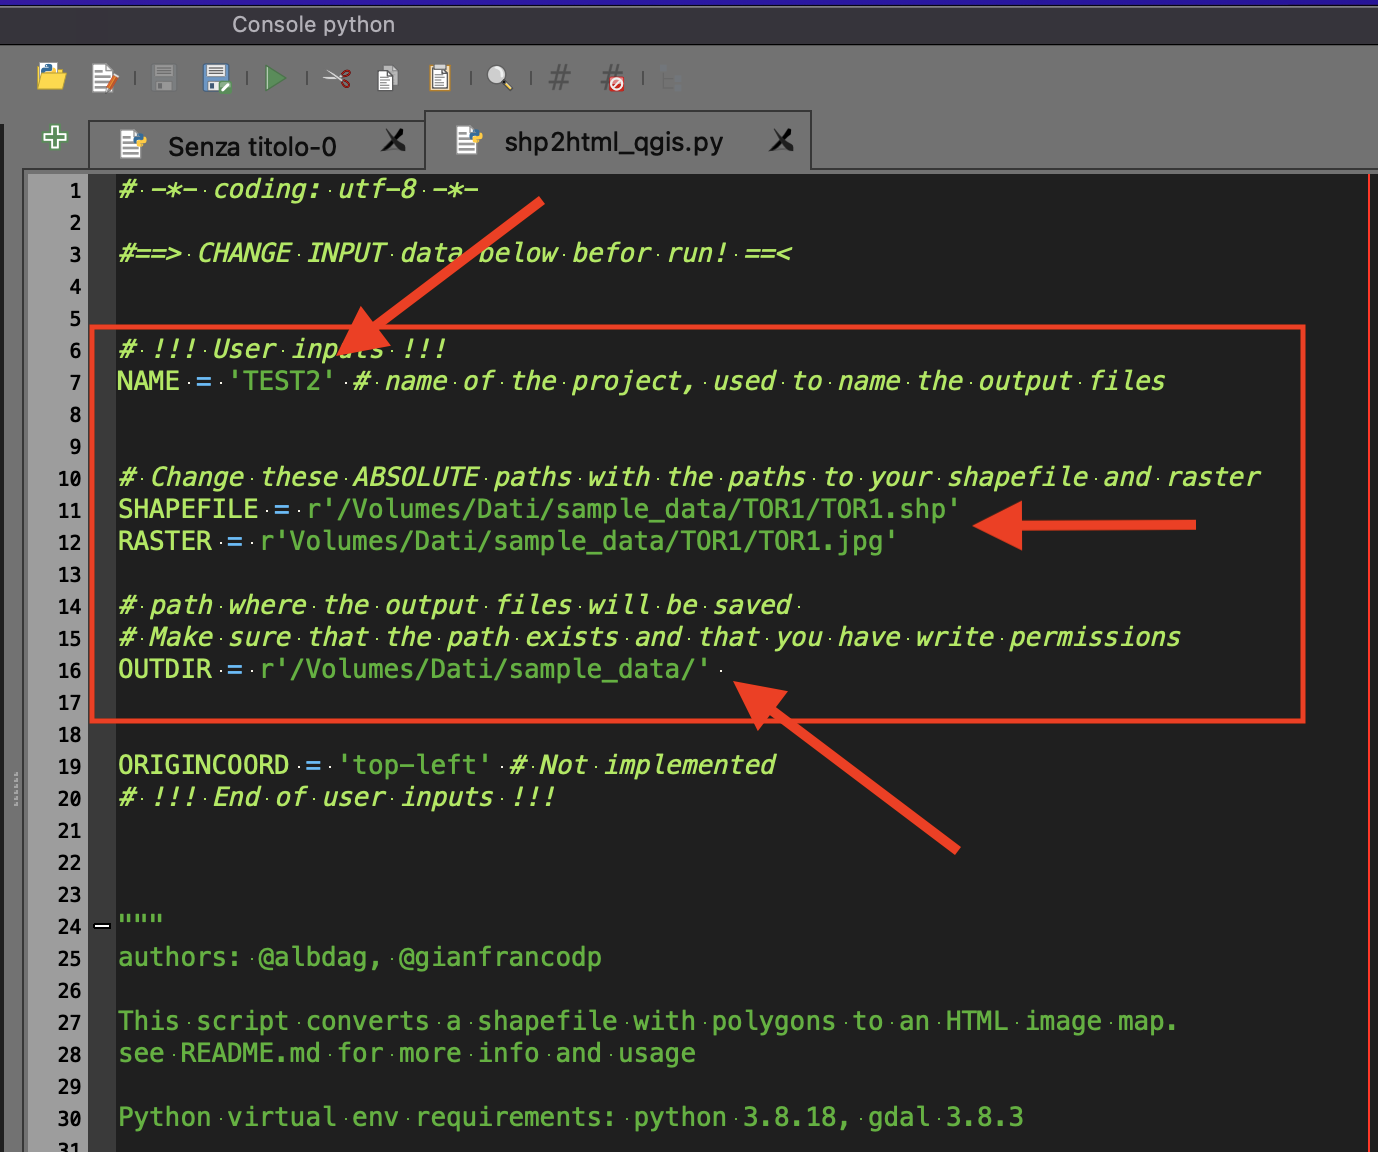 Console python
Senza titolo-0
shp2html_qgis.py
1 # -*- coding: utf-8 -*-
2
3 #==> CHANGE INPUT data below befor run! ==<
4
5
6 # !!! User inputs !!!
7 NAME = 'TEST2' # name of the project, used to name the output files
8
9
10 # Change these ABSOLUTE paths with the paths to your shapefile and raster
11 SHAPEFILE = r'/Volumes/Dati/sample_data/TOR1/TOR1.shp'
12 RASTER = r'Volumes/Dati/sample_data/TOR1/TOR1.jpg'
13
14 # path where the output files will be saved
15 # Make sure that the path exists and that you have write permissions
16 OUTDIR = r'/Volumes/Dati/sample_data/'
17
18
19 ORIGINCOORD = 'top-left' # Not implemented
20 # !!! End of user inputs !!!
21
22
23
24 """
25 authors: @albdag, @gianfrancodp
26
27 This script converts a shapefile with polygons to an HTML image map.
28 see README.md for more info and usage
29
30 Python virtual env requirements: python 3.8.18, gdal 3.8.3
31